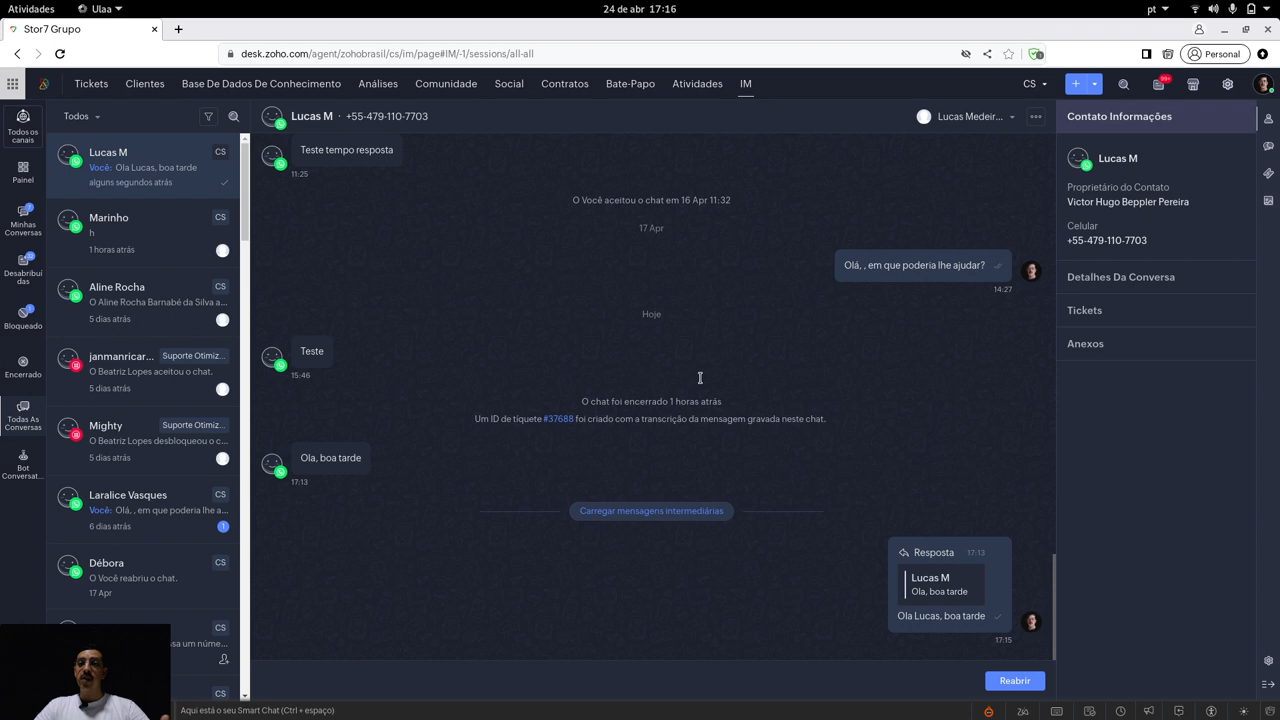 Atividades
Ulaa
24 de abr 17:16
pt
Stor7 Grupo
desk.zoho.com/agent/zohobrasil/cs/im/page#IM/-1/sessions/all-all
Personal
Tickets
Clientes
Base De Dados De Conhecimento
Análises
Comunidade
Social
Contratos
Bate-Papo
Atividades
IM
CS
99+
Todos os
canais
Painel
7
Minhas
Conversas
Desabribuí
das
Bloqueado
Encerrado
Todas As
Conversas
Bot
Conversat...
Todos
Lucas M
CS
Você: Ola Lucas, boa tarde
alguns segundos atrás
Marinho
CS
h
1 horas atrás
Aline Rocha
CS
O Aline Rocha Barnabé da Silva a...
5 dias atrás
janmanricar...
Suporte Otimiz...
O Beatriz Lopes aceitou o chat.
5 dias atrás
Mighty
Suporte Otimiz...
O Beatriz Lopes desbloqueou o c...
5 dias atrás
Laralice Vasques
CS
Você: Olá, , em que poderia lhe a...
6 dias atrás
1
Débora
CS
O Você reabriu o chat.
17 Apr
CS
ssa um núme...
CS
Lucas M · +55-479-110-7703
Lucas Medeir...
Teste tempo resposta
11:25
O Você aceitou o chat em 16 Apr 11:32
17 Apr
Olá, , em que poderia lhe ajudar?
14:27
Hoje
Teste
15:46
O chat foi encerrado 1 horas atrás
Um ID de tíquete #37688 foi criado com a transcrição da mensagem gravada neste chat.
Ola, boa tarde
17:13
Carregar mensagens intermediárias
Resposta 17:13
Lucas M
Ola, boa tarde
Ola Lucas, boa tarde
17:15
Reabrir
Contato Informações
Lucas M
Proprietário do Contato
Victor Hugo Beppler Pereira
Celular
+55-479-110-7703
Detalhes Da Conversa
Tickets
Anexos
Aqui está o seu Smart Chat (Ctrl + espaço)